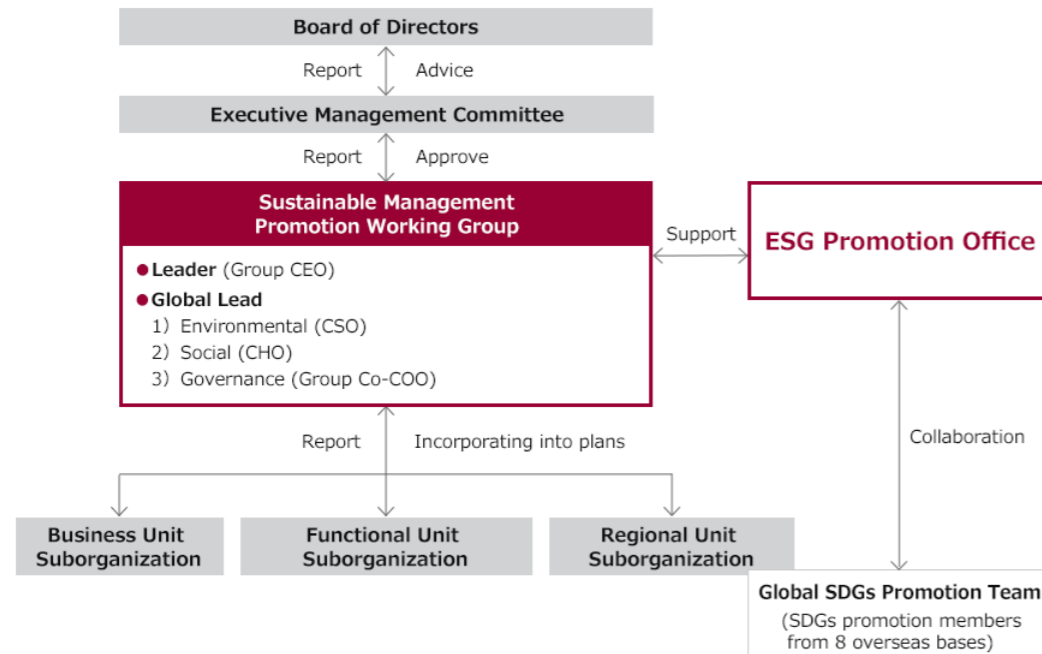 Board of Directors
Report Advice
Executive Management Committee
Report Approve
Sustainable Management
Promotion Working Group
●Leader (Group CEO)
●Global Lead
1）Environmental (CSO)
2）Social (CHO)
3）Governance (Group Co-COO)
Support
ESG Promotion Office
Report Incorporating into plans
Collaboration
Business Unit
Suborganization
Functional Unit
Suborganization
Regional Unit
Suborganization
Global SDGs Promotion Team
(SDGs promotion members
from 8 overseas bases)